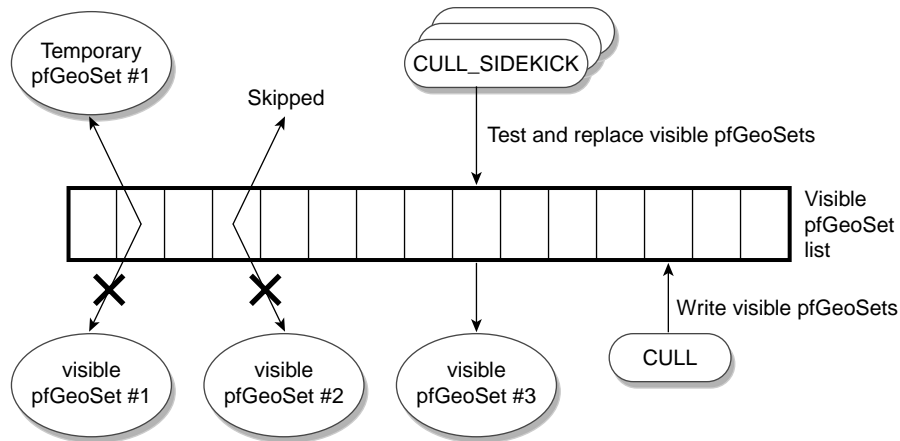 Temporary
pfGeoSet #1
Skipped
CULL_SIDEKICK
Test and replace visible pfGeoSets
Visible
pfGeoSet
list
Write visible pfGeoSets
visible
pfGeoSet #1
visible
pfGeoSet #2
visible
pfGeoSet #3
CULL